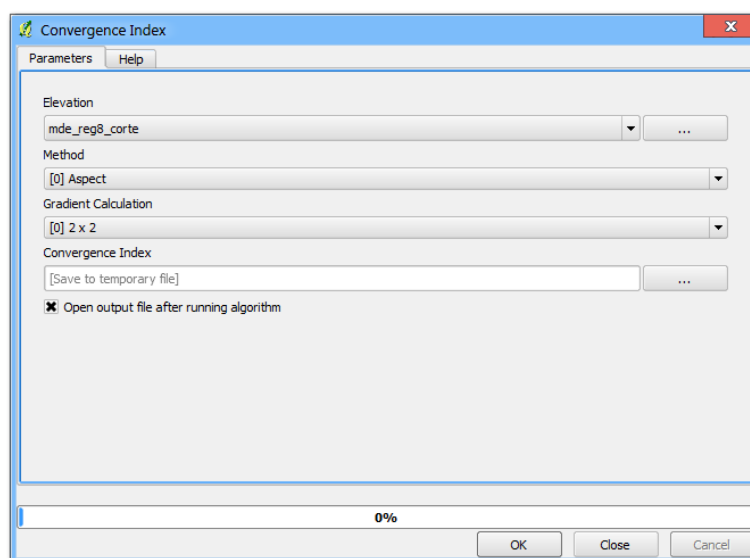 Convergence Index
Parameters
Help
Elevation
mde_reg8_corte
...
Method
[0] Aspect
Gradient Calculation
[0] 2 x 2
Convergence Index
[Save to temporary file]
...
Open output file after running algorithm
0%
OK
Close
Cancel